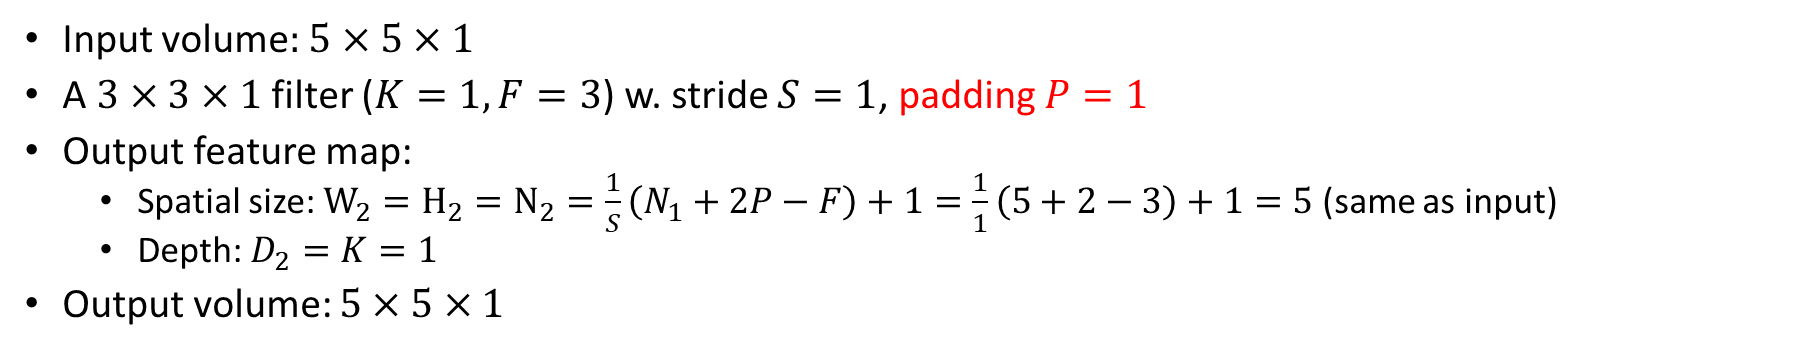 • Input volume: 5 × 5 × 1
• A 3 × 3 × 1 filter (K = 1, F = 3) w. stride S = 1, padding P = 1
• Output feature map:
• Spatial size: W₂ = H₂ = N₂ = 1/S (N₁ + 2P − F) + 1 = 1/1 (5 + 2 − 3) + 1 = 5 (same as input)
• Depth: D₂ = K = 1
• Output volume: 5 × 5 × 1